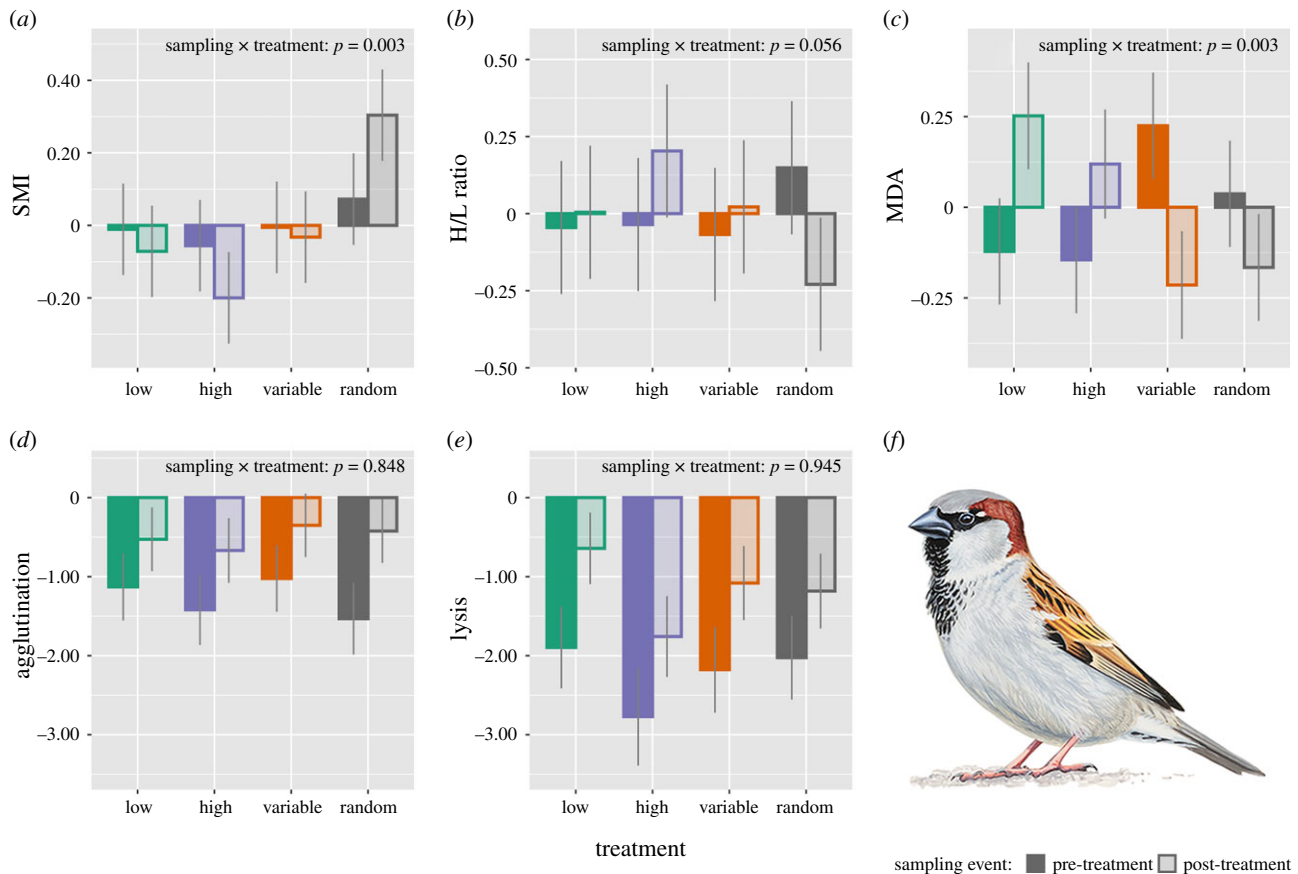 (a)
sampling × treatment: p = 0.003
0.40
0.20
0
−0.20
SMI
low high variable random
(b)
sampling × treatment: p = 0.056
0.50
0.25
0
−0.25
−0.50
H/L ratio
low high variable random
(c)
sampling × treatment: p = 0.003
0.25
0
−0.25
MDA
low high variable random
(d)
sampling × treatment: p = 0.848
0
−1.00
−2.00
−3.00
agglutination
low high variable random
(e)
sampling × treatment: p = 0.945
0
−1.00
−2.00
−3.00
lysis
low high variable random
(f)
treatment
sampling event: pre-treatment post-treatment